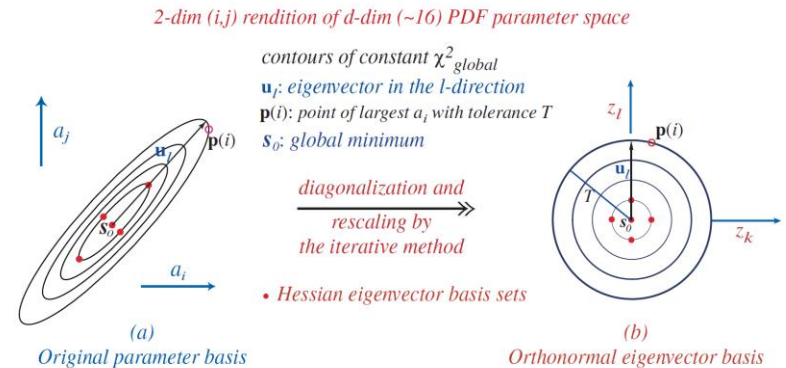 2-dim (i,j) rendition of d-dim (~16) PDF parameter space
contours of constant χ²global
u_l: eigenvector in the l-direction
p(i): point of largest a_i with tolerance T
s_0: global minimum
diagonalization and
rescaling by
the iterative method
• Hessian eigenvector basis sets
a_j
u_l
p(i)
s_0
a_i
(a)
Original parameter basis
z_l
p(i)
u_l
T
s_0
z_k
(b)
Orthonormal eigenvector basis